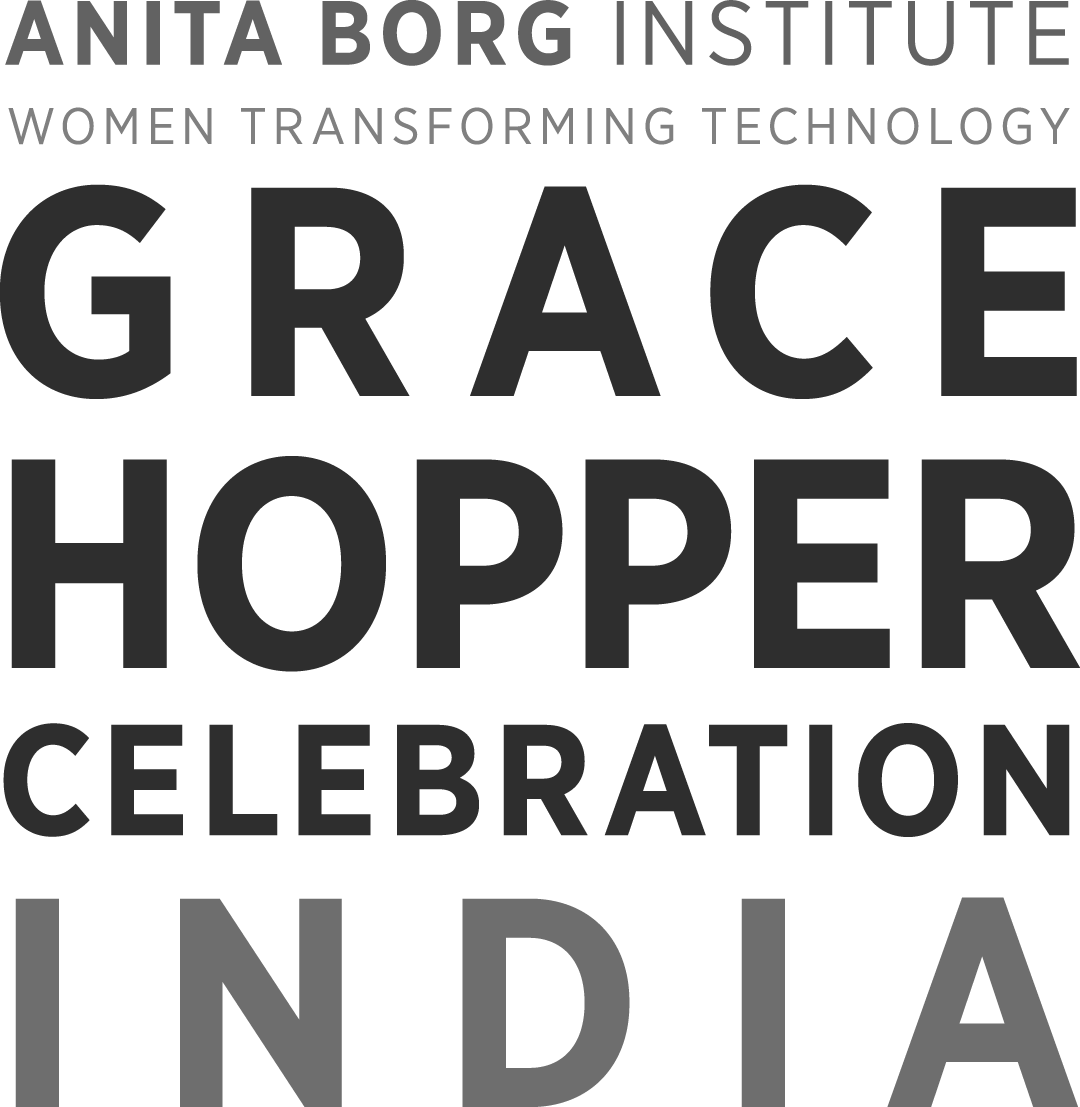 ANITA BORG INSTITUTE
WOMEN TRANSFORMING TECHNOLOGY
GRACE
HOPPER
CELEBRATION
INDIA